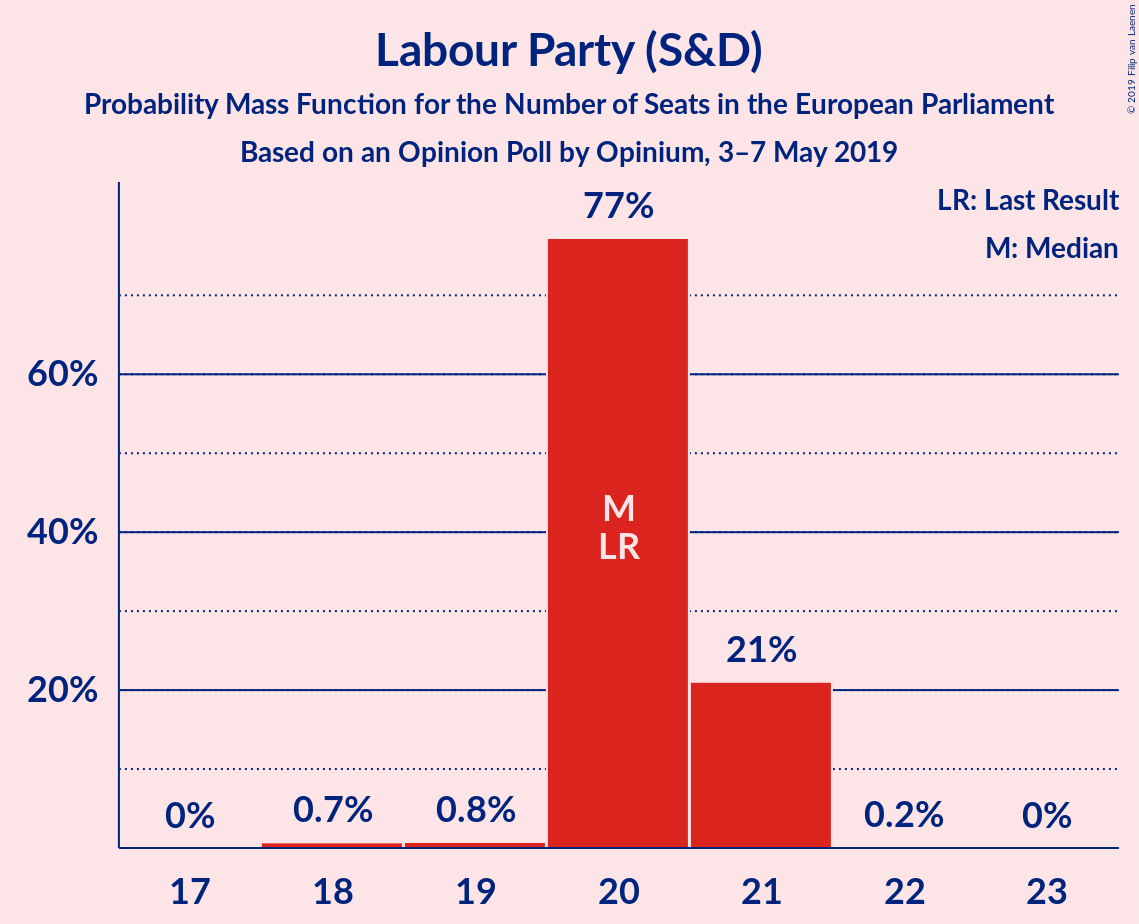 Labour Party (S&D)
Probability Mass Function for the Number of Seats in the European Parliament
Based on an Opinion Poll by Opinium, 3–7 May 2019
© 2019 Filip van Laenen
LR: Last Result
M: Median
77%
60%
M
40%
LR
21%
20%
0%
0.7%
0.8%
0.2%
0%
17
18
19
20
21
22
23